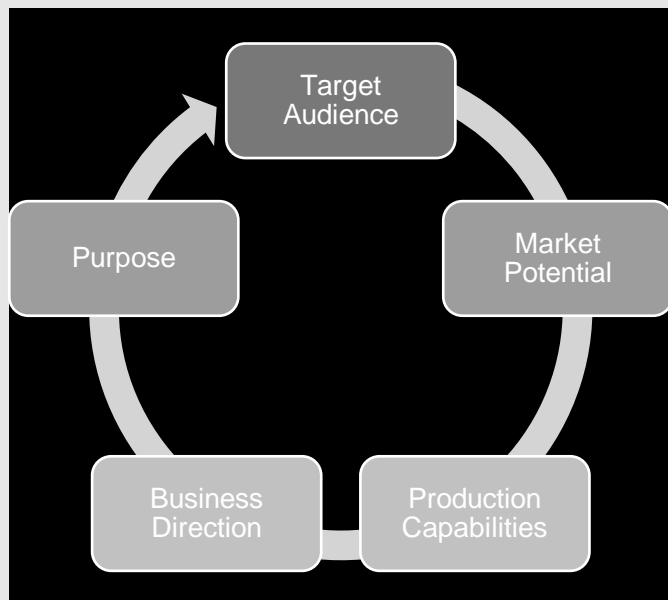 Target
Audience
Market
Potential
Production
Capabilities
Business
Direction
Purpose